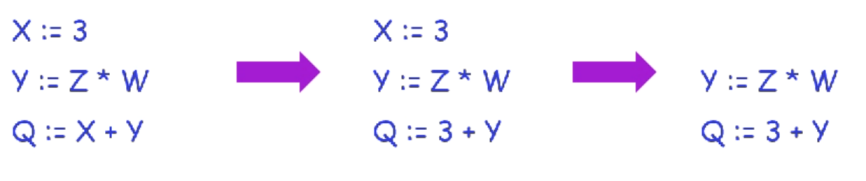 X := 3
Y := Z * W
Q := X + Y
X := 3
Y := Z * W
Q := 3 + Y
Y := Z * W
Q := 3 + Y